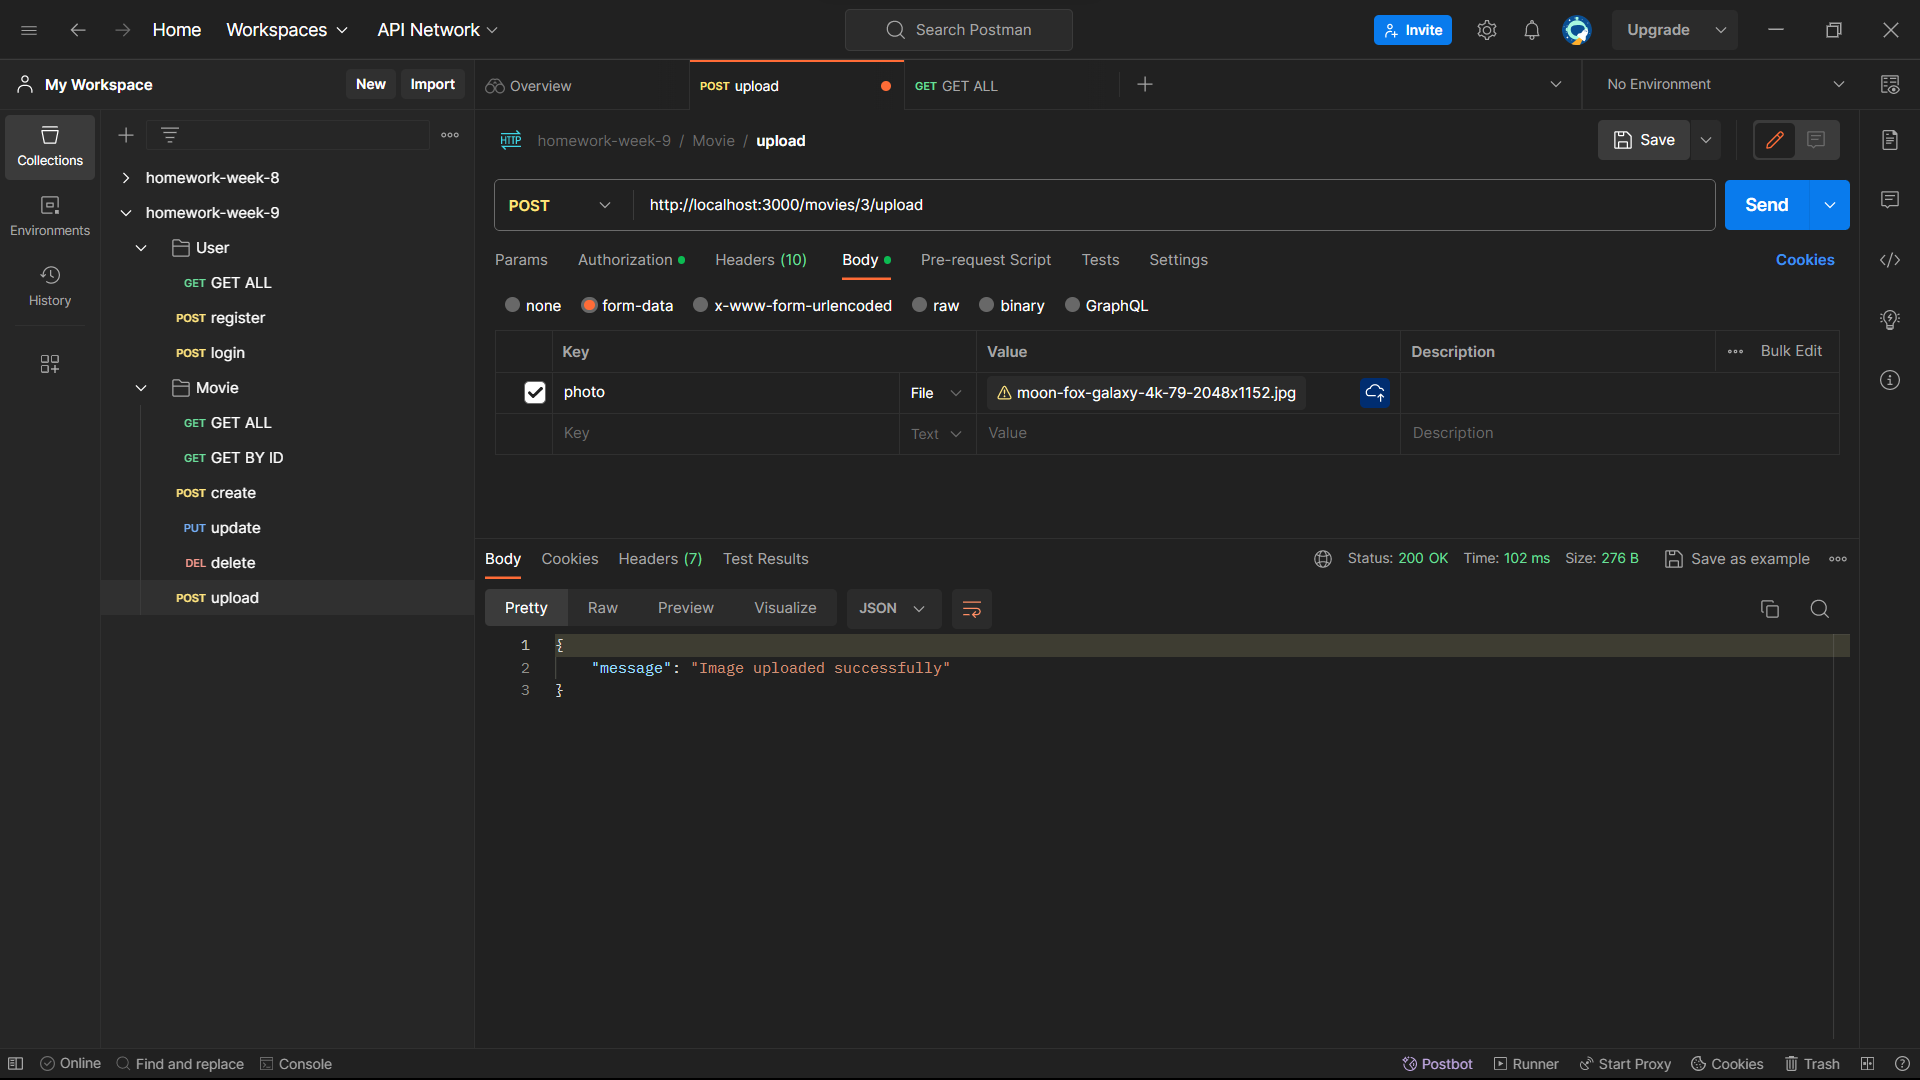 Home Workspaces API Network Search Postman Invite Upgrade
My Workspace New Import Overview POST upload GET GET ALL No Environment
Collections
Environments
History
homework-week-8
homework-week-9
User
GET GET ALL
POST register
POST login
Movie
GET GET ALL
GET GET BY ID
POST create
PUT update
DEL delete
POST upload
HTTP homework-week-9 / Movie / upload Save
POST http://localhost:3000/movies/3/upload Send
Params Authorization Headers (10) Body Pre-request Script Tests Settings Cookies
none form-data x-www-form-urlencoded raw binary GraphQL
Key Value Description Bulk Edit
photo File moon-fox-galaxy-4k-79-2048x1152.jpg
Key Text Value Description
Body Cookies Headers (7) Test Results Status: 200 OK Time: 102 ms Size: 276 B Save as example
Pretty Raw Preview Visualize JSON
1 {
2 "message": "Image uploaded successfully"
3 }
Online Find and replace Console Postbot Runner Start Proxy Cookies Trash